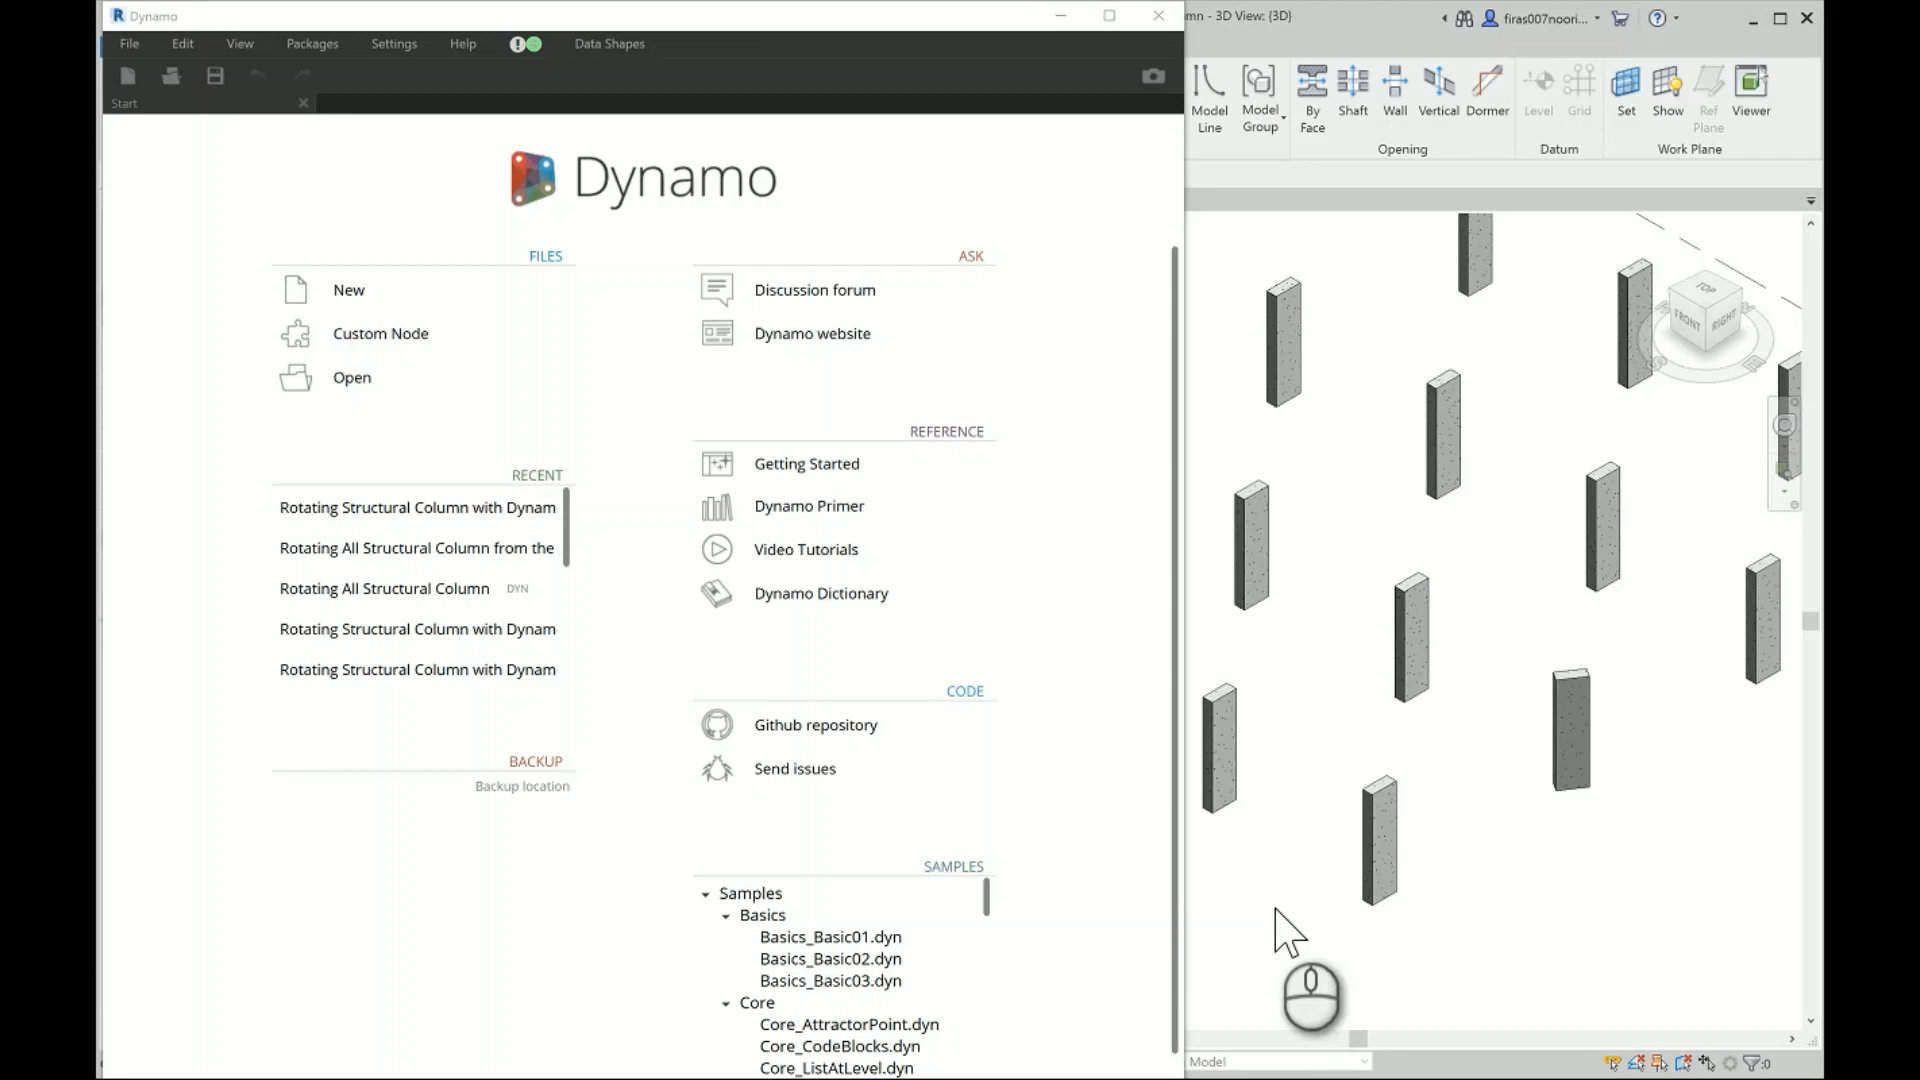 Dynamo
mn - 3D View: {3D}
firas007noori...
File Edit View Packages Settings Help Data Shapes
Start
Model Line
Model Group
By Face
Shaft
Wall
Vertical
Dormer
Level
Grid
Set
Show
Ref Plane
Viewer
Opening
Datum
Work Plane
Dynamo
FILES
New
Custom Node
Open
RECENT
Rotating Structural Column with Dynam
Rotating All Structural Column from the
Rotating All Structural Column DYN
Rotating Structural Column with Dynam
Rotating Structural Column with Dynam
BACKUP
Backup location
ASK
Discussion forum
Dynamo website
REFERENCE
Getting Started
Dynamo Primer
Video Tutorials
Dynamo Dictionary
CODE
Github repository
Send issues
SAMPLES
Samples
Basics
Basics_Basic01.dyn
Basics_Basic02.dyn
Basics_Basic03.dyn
Core
Core_AttractorPoint.dyn
Core_CodeBlocks.dyn
Core_ListAtLevel.dyn
TOP
FRONT
RIGHT
Model
:0